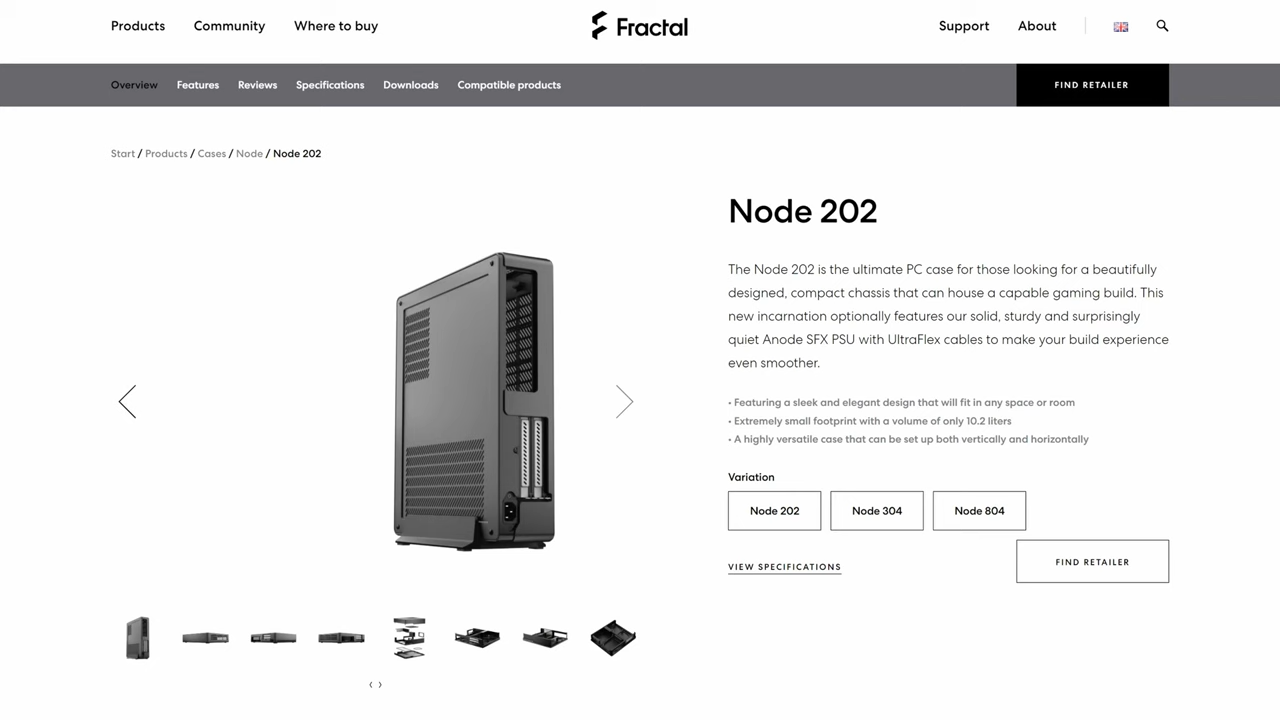 Products Community Where to buy Fractal Support About
Overview Features Reviews Specifications Downloads Compatible products FIND RETAILER
Start / Products / Cases / Node / Node 202
Node 202
The Node 202 is the ultimate PC case for those looking for a beautifully
designed, compact chassis that can house a capable gaming build. This
new incarnation optionally features our solid, sturdy and surprisingly
quiet Anode SFX PSU with UltraFlex cables to make your build experience
even smoother.
• Featuring a sleek and elegant design that will fit in any space or room
• Extremely small footprint with a volume of only 10.2 liters
• A highly versatile case that can be set up both vertically and horizontally
Variation
Node 202 Node 304 Node 804
VIEW SPECIFICATIONS FIND RETAILER